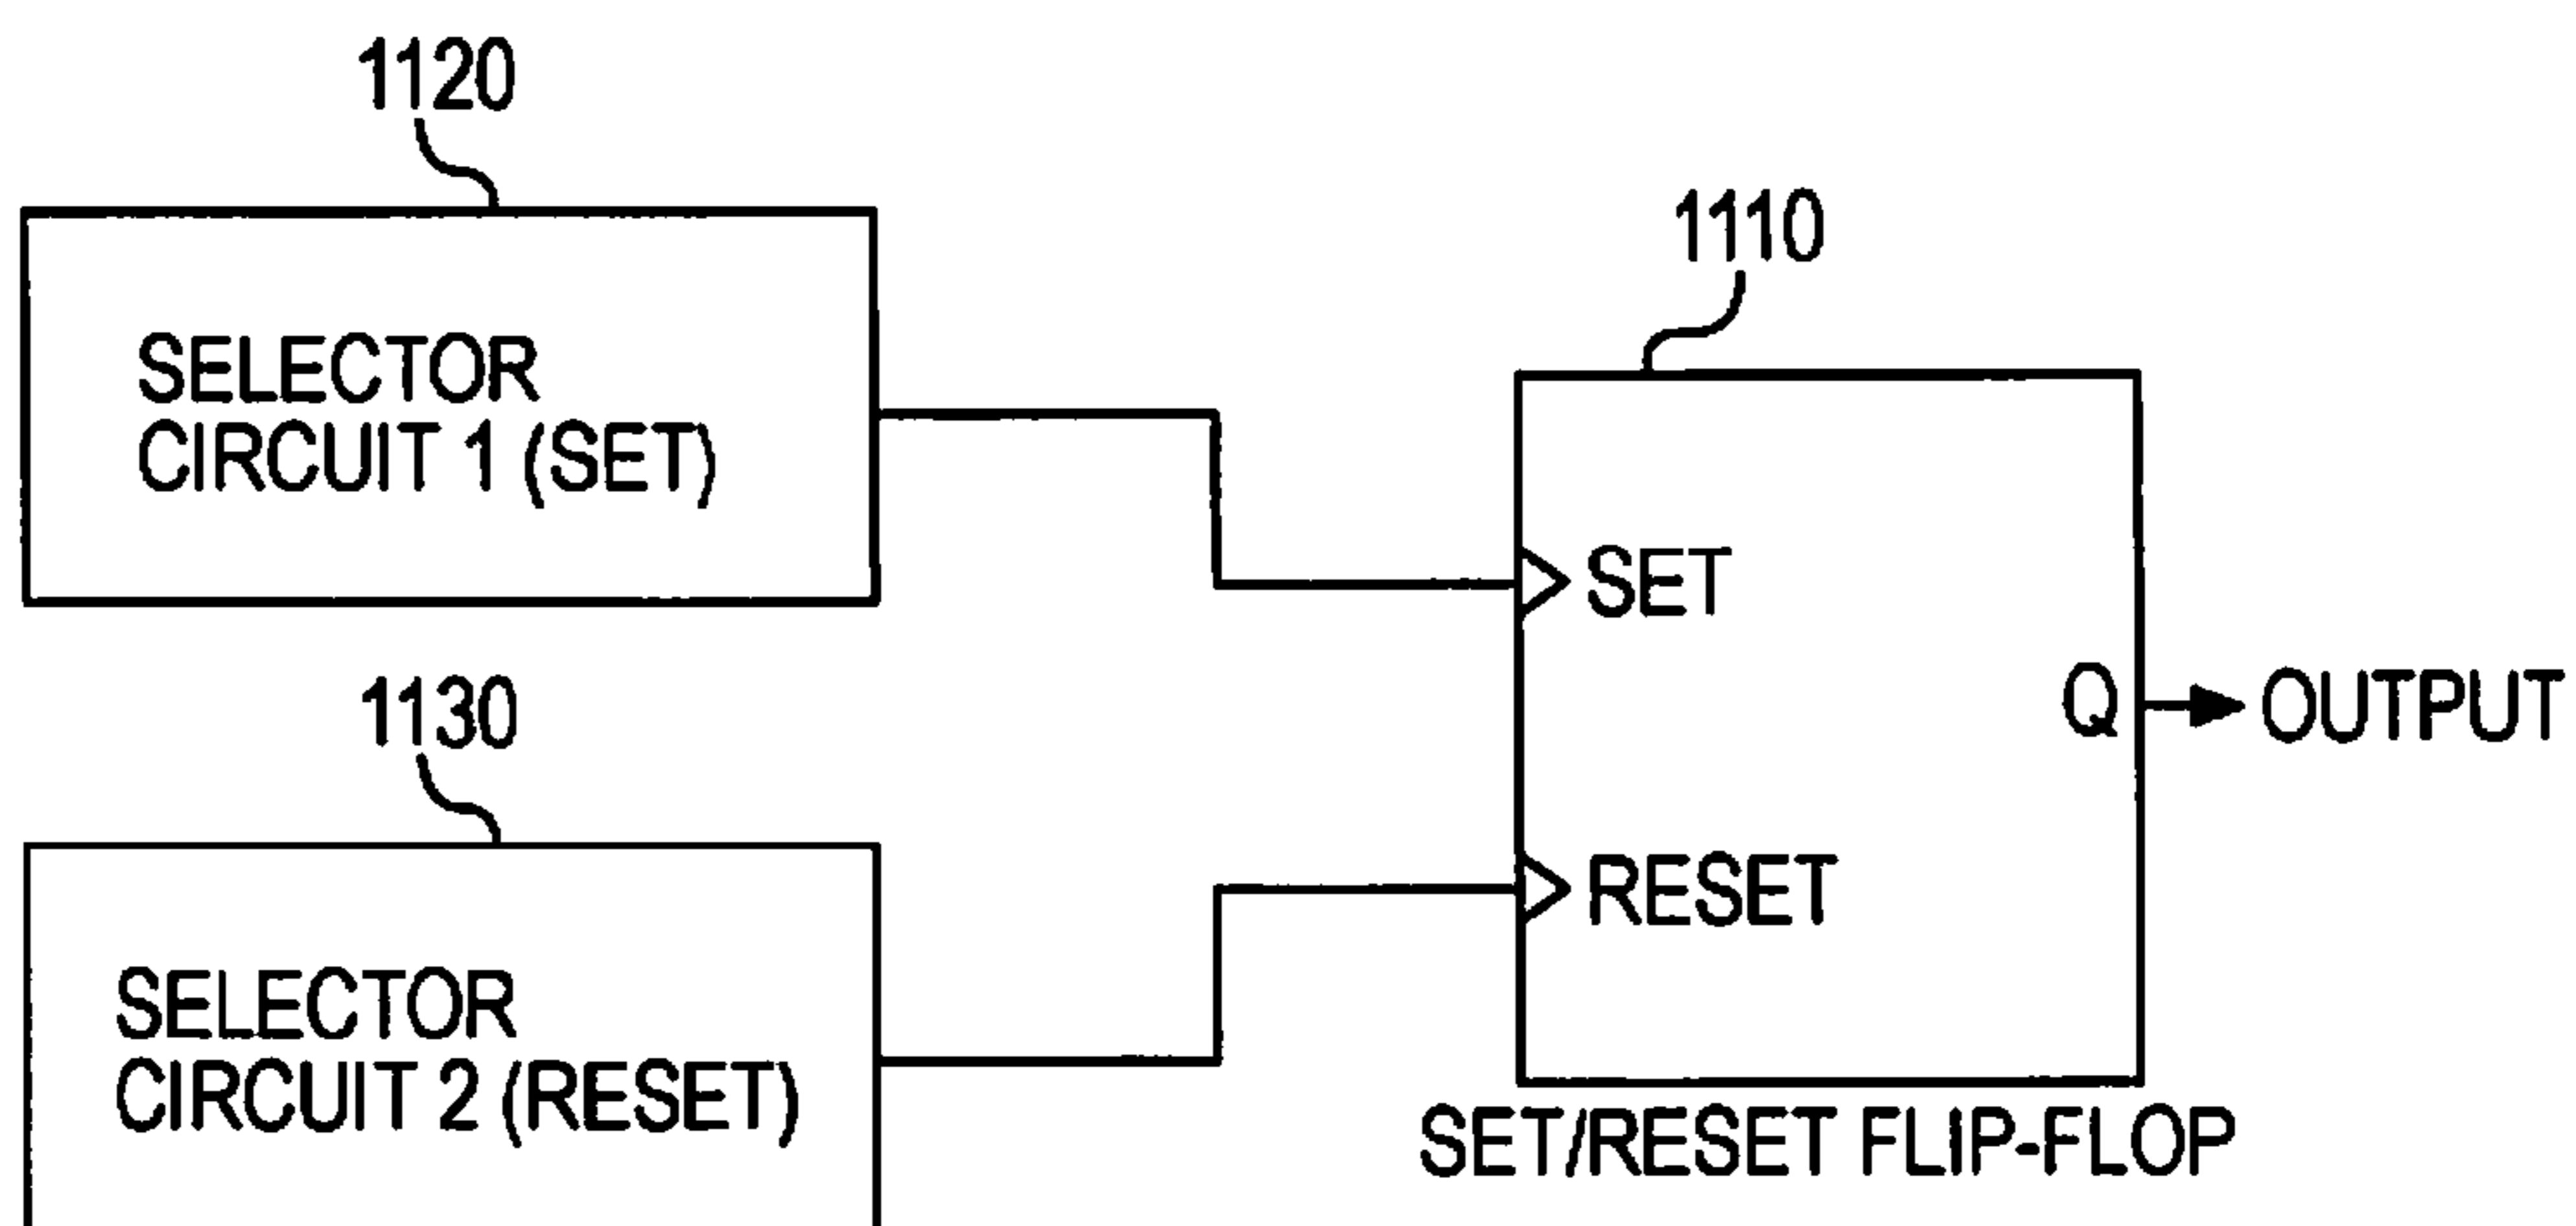 1120
SELECTOR
CIRCUIT 1 (SET)
1110
SET
RESET
Q
OUTPUT
SET/RESET FLIP-FLOP
1130
SELECTOR
CIRCUIT 2 (RESET)